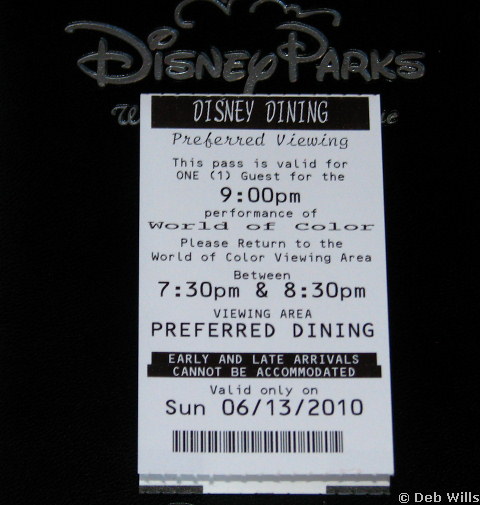 Disney Parks
DISNEY DINING
Preferred Viewing
This pass is valid for
ONE (1) Guest for the
9:00pm
performance of
World of Color
Please Return to the
World of Color Viewing Area
Between
7:30pm & 8:30pm
VIEWING AREA
PREFERRED DINING
EARLY AND LATE ARRIVALS
CANNOT BE ACCOMMODATED
Valid only on
Sun 06/13/2010
© Deb Wills